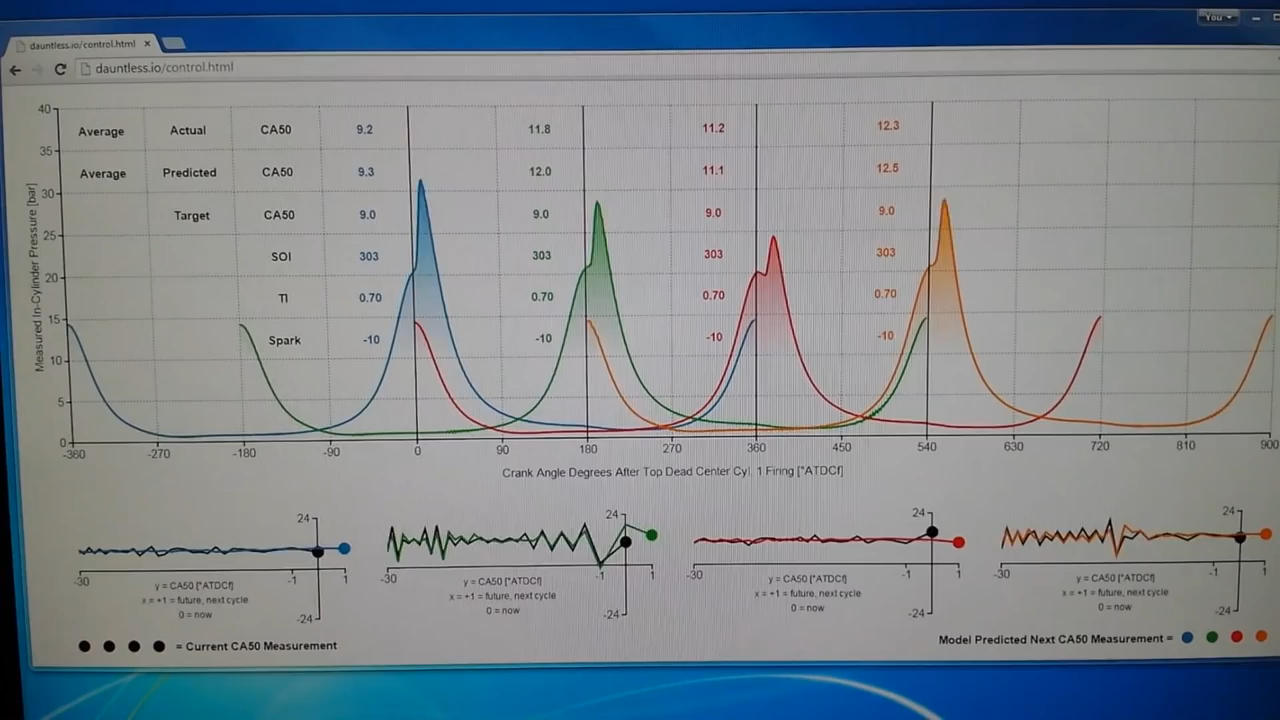 You
dauntless.io/control.html
dauntless.io/control.html
40
Average Actual CA50 9.2 11.8 11.2 12.3
35
Average Predicted CA50 9.3 12.0 11.1 12.5
30
Target CA50 9.0 9.0 9.0 9.0
25
SOI 303 303 303 303
20
TI 0.70 0.70 0.70 0.70
15
Spark -10 -10 -10 -10
10
5
0
Measured In-Cylinder Pressure [bar]
-360 -270 -180 -90 0 90 180 270 360 450 540 630 720 810 900
Crank Angle Degrees After Top Dead Center Cyl. 1 Firing [°ATDCf]
24 24 24 24
-30 -1 1 -30 -1 1 -30 -1 1 -30 -1 1
y = CA50 [°ATDCf] y = CA50 [°ATDCf] y = CA50 [°ATDCf] y = CA50 [°ATDCf]
x = +1 = future, next cycle x = +1 = future, next cycle x = +1 = future, next cycle x = +1 = future, next cycle
0 = now 0 = now 0 = now 0 = now
-24 -24 -24 -24
= Current CA50 Measurement
Model Predicted Next CA50 Measurement =